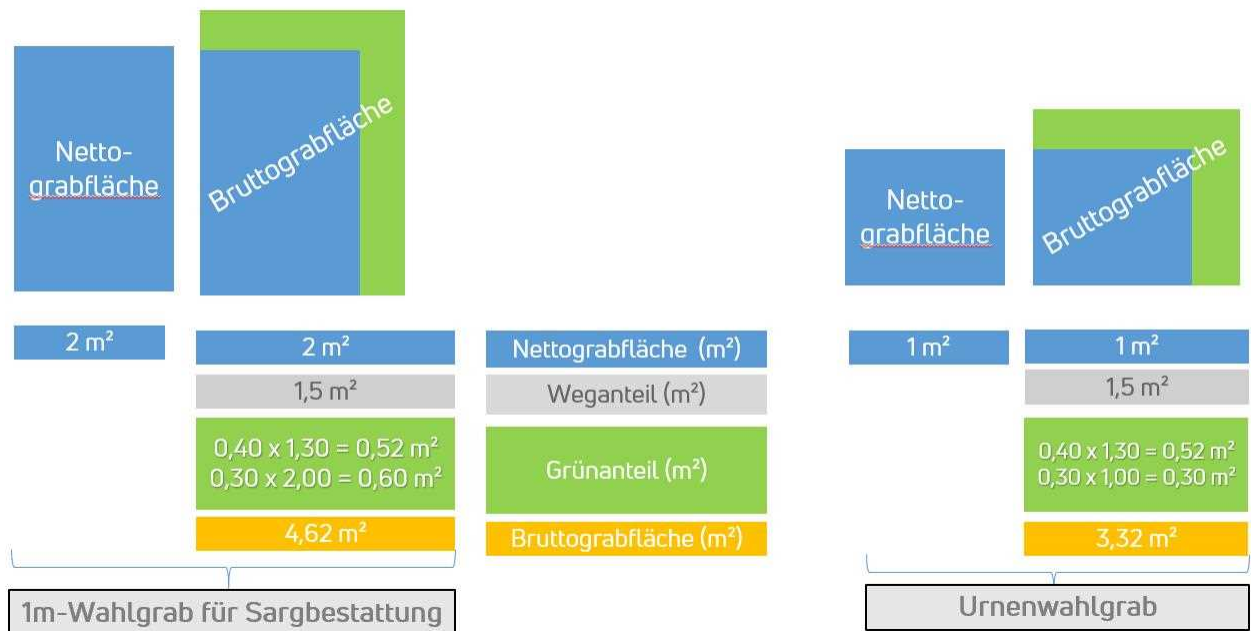 Netto-
grabfläche
Bruttograbfläche
Netto-
grabfläche
Bruttograbfläche
2 m²
2 m²
Nettograbfläche (m²)
1 m²
1 m²
1,5 m²
Weganteil (m²)
1,5 m²
0,40 x 1,30 = 0,52 m²
0,30 x 2,00 = 0,60 m²
Grünanteil (m²)
0,40 x 1,30 = 0,52 m²
0,30 x 1,00 = 0,30 m²
4,62 m²
Bruttograbfläche (m²)
3,32 m²
1m-Wahlgrab für Sargbestattung
Urnenwahlgrab